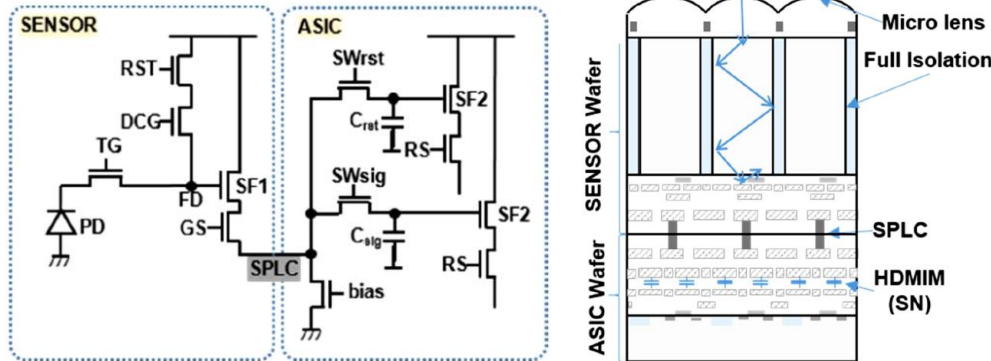 SENSOR
RST
DCG
TG
PD
FD
SF1
GS
SPLC
ASIC
SWrst
SF2
Crst
RS
SWsig
SF2
Csig
RS
bias
SENSOR Wafer
ASIC Wafer
Micro lens
Full Isolation
SPLC
HDMIM
(SN)